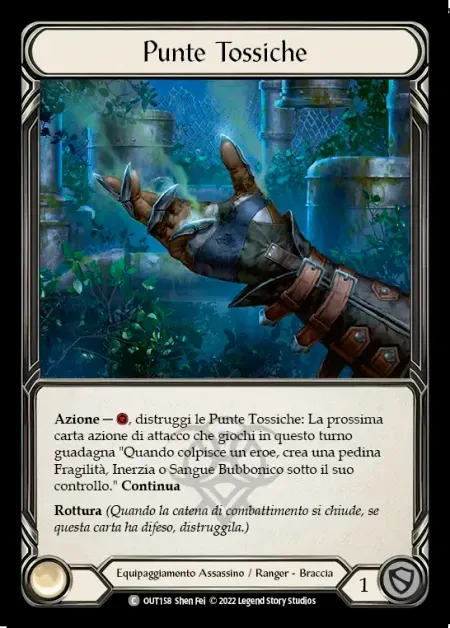 Punte Tossiche
Azione — , distruggi le Punte Tossiche: La prossima
carta azione di attacco che giochi in questo turno
guadagna "Quando colpisce un eroe, crea una pedina
Fragilità, Inerzia o Sangue Bubbonico sotto il suo
controllo." Continua
Rottura (Quando la catena di combattimento si chiude, se
questa carta ha difeso, distruggila.)
Equipaggiamento Assassino / Ranger - Braccia
1
C OUT158 Shen Fei © 2022 Legend Story Studios